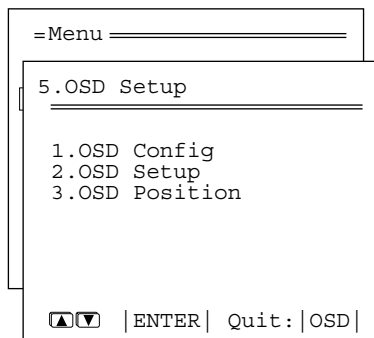 =Menu
5.OSD Setup
1.OSD Config
2.OSD Setup
3.OSD Position
▲▼ |ENTER| Quit:|OSD|